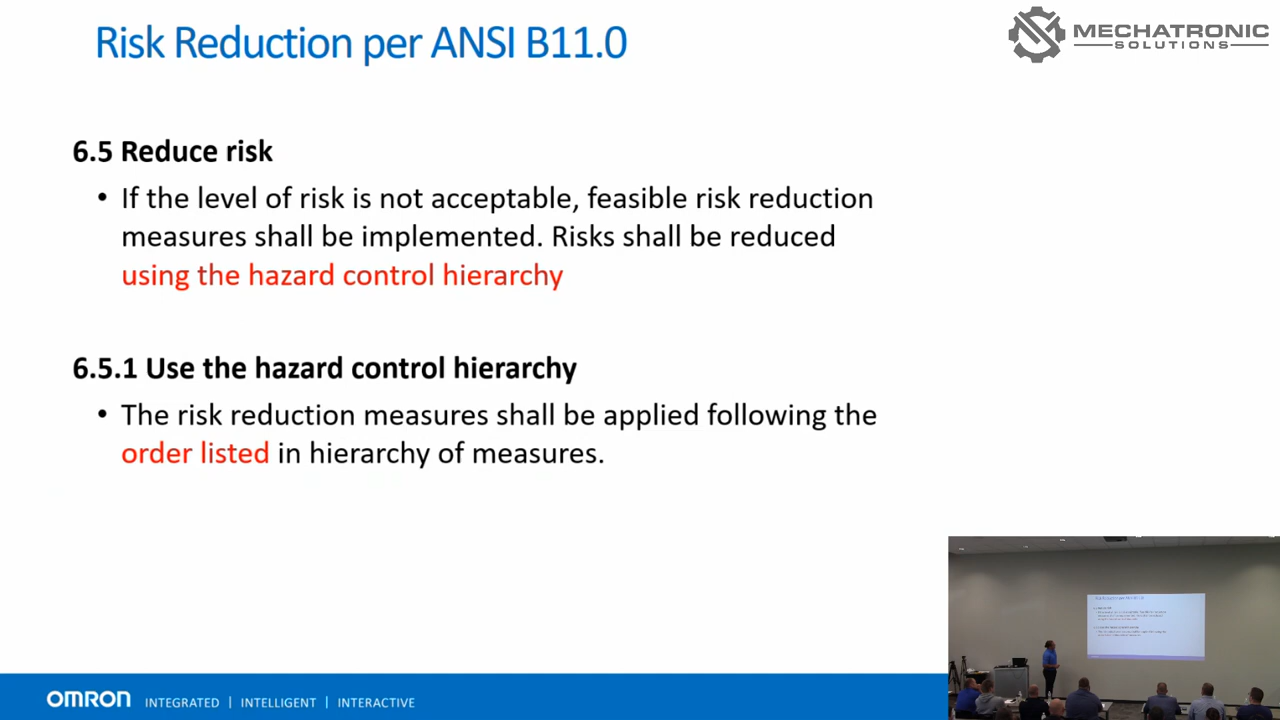 Risk Reduction per ANSI B11.0
MECHATRONIC
SOLUTIONS
6.5 Reduce risk
• If the level of risk is not acceptable, feasible risk reduction
measures shall be implemented. Risks shall be reduced
using the hazard control hierarchy
6.5.1 Use the hazard control hierarchy
• The risk reduction measures shall be applied following the
order listed in hierarchy of measures.
OMRON INTEGRATED | INTELLIGENT | INTERACTIVE